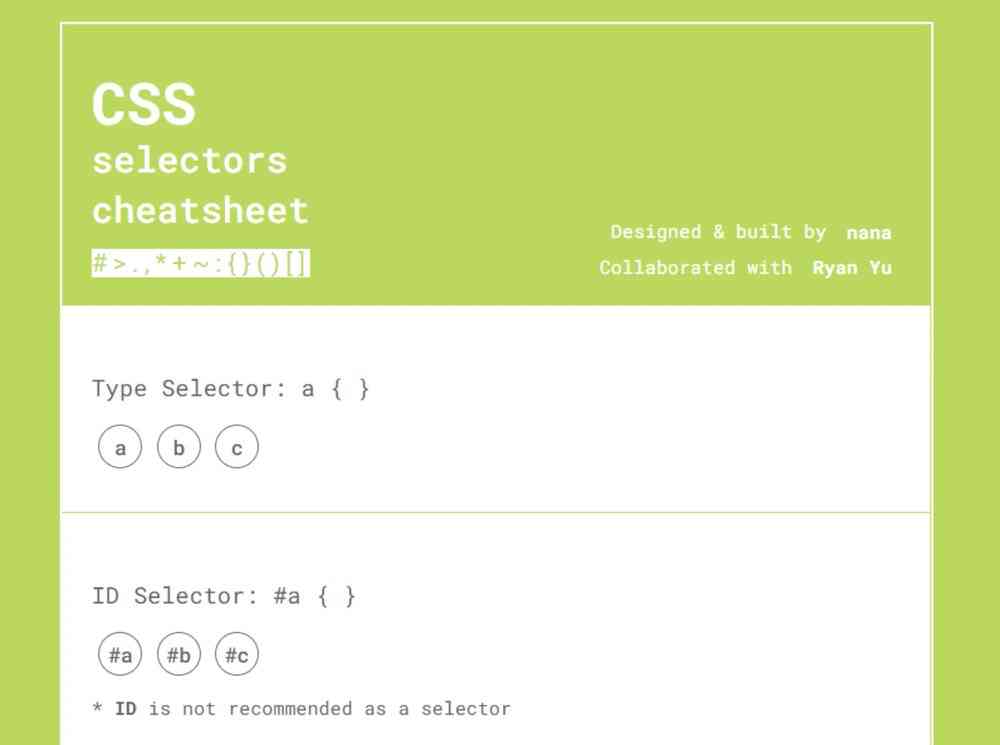 CSS
selectors
cheatsheet
#>.,*+~:{}()[]
Designed & built by nana
Collaborated with Ryan Yu
Type Selector: a { }
a b c
ID Selector: #a { }
#a #b #c
* ID is not recommended as a selector